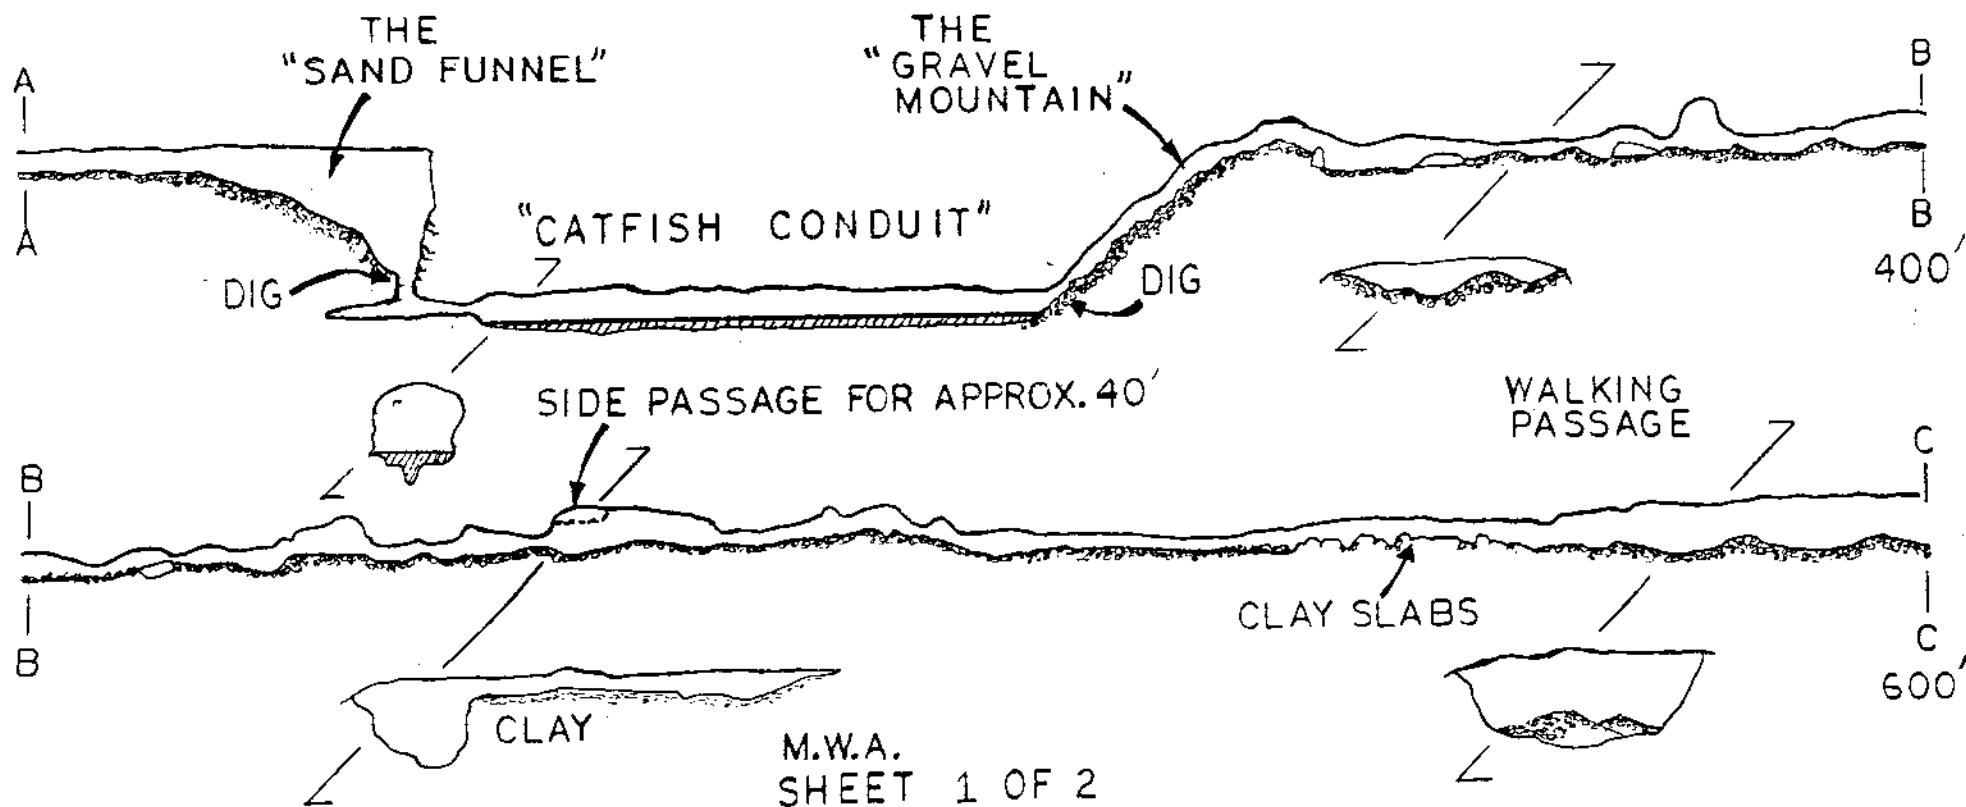 THE
"SAND FUNNEL"
THE
"GRAVEL
MOUNTAIN"
A
B
A
"CATFISH CONDUIT"
B
400'
DIG
DIG
SIDE PASSAGE FOR APPROX. 40'
WALKING
PASSAGE
B
C
B
CLAY SLABS
C
600'
CLAY
M.W.A.
SHEET 1 OF 2